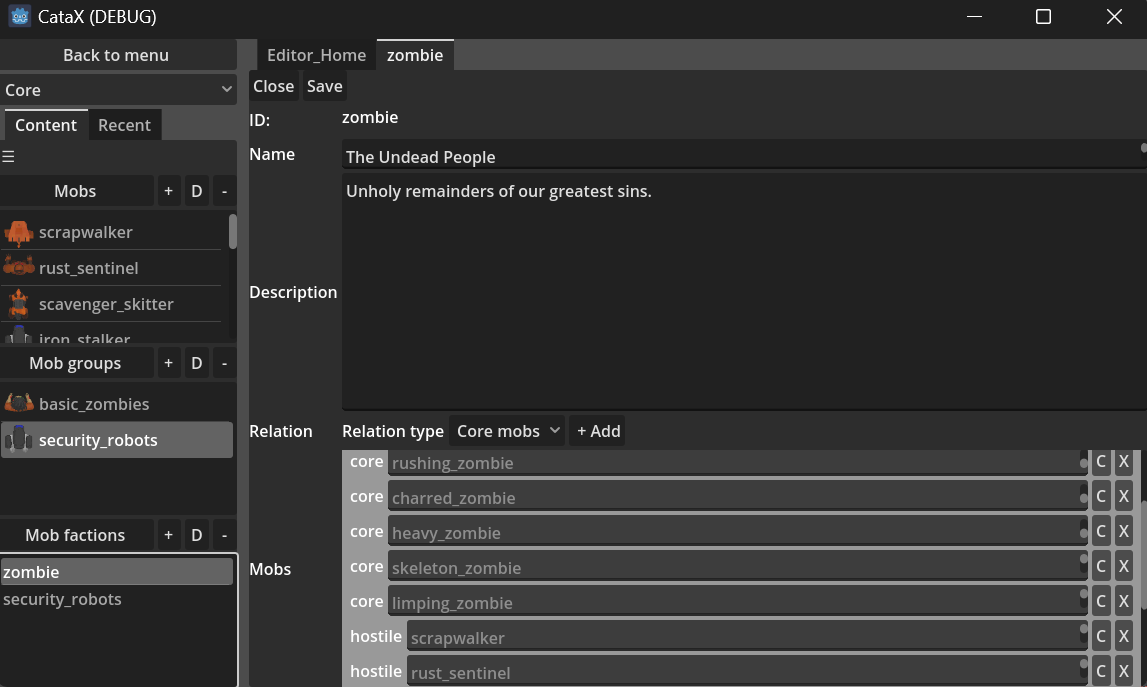 CataX (DEBUG)
Back to menu
Core
Content Recent
Mobs + D -
scrapwalker
rust_sentinel
scavenger_skitter
iron_stalker
Mob groups + D -
basic_zombies
security_robots
Mob factions + D -
zombie
security_robots
Editor_Home zombie
Close Save
ID: zombie
Name The Undead People
Description Unholy remainders of our greatest sins.
Relation Relation type Core mobs + Add
Mobs
core rushing_zombie C X
core charred_zombie C X
core heavy_zombie C X
core skeleton_zombie C X
core limping_zombie C X
hostile scrapwalker C X
hostile rust_sentinel C X